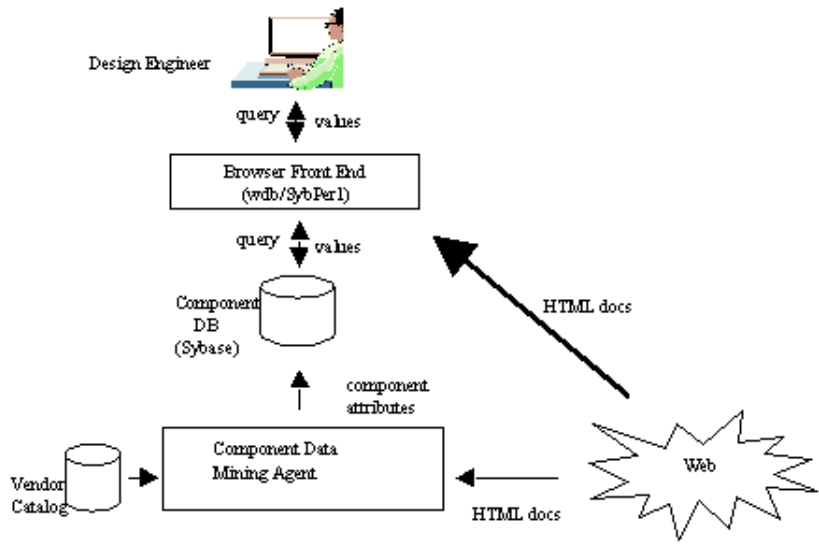 Design Engineer
query
values
Browser Front End
(wdb/SybPerl)
query
values
Component
DB
(Sybase)
HTML docs
component
attributes
Component Data
Mining Agent
Web
Vendor
Catalog
HTML docs